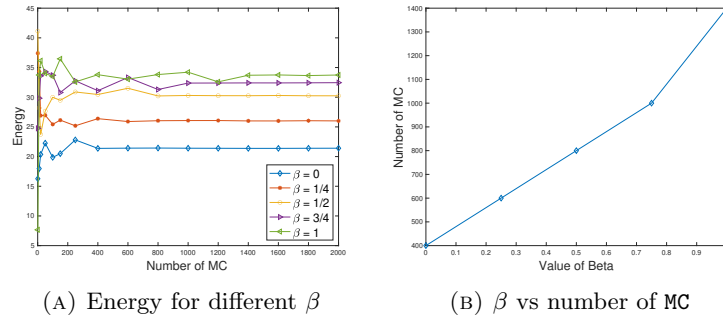 45
40
35
30
25
20
15
10
5
Energy
0 200 400 600 800 1000 1200 1400 1600 1800 2000
Number of MC
β = 0
β = 1/4
β = 1/2
β = 3/4
β = 1
(A) Energy for different β
1400
1300
1200
1100
1000
900
800
700
600
500
400
Number of MC
0 0.1 0.2 0.3 0.4 0.5 0.6 0.7 0.8 0.9
Value of Beta
(B) β vs number of MC